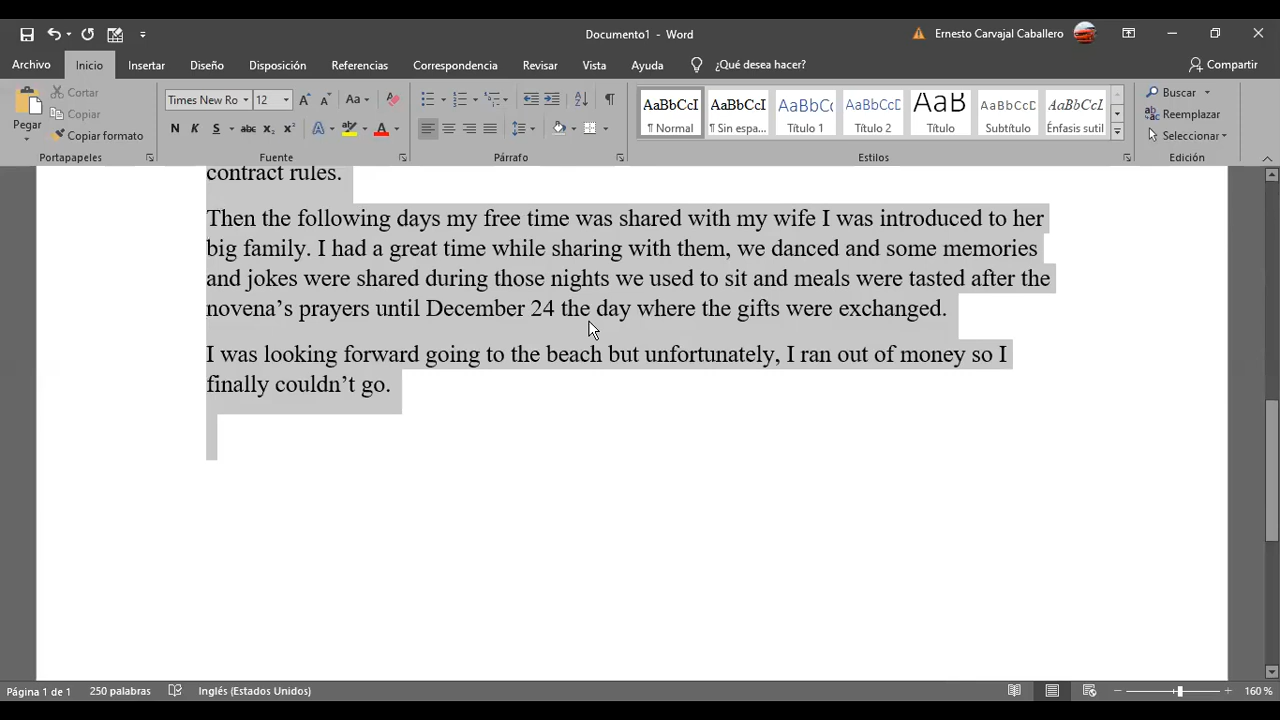 Documento1 - Word
Ernesto Carvajal Caballero
Archivo Inicio Insertar Diseño Disposición Referencias Correspondencia Revisar Vista Ayuda ¿Qué desea hacer? Compartir
Pegar
Cortar
Copiar
Copiar formato
Portapapeles
Times New Ro 12 Aa
N K S abc x₂ x² A A
Fuente
Párrafo
AaBbCcI AaBbCcI AaBbC AaBbCcD AaB AaBbCcD AaBbCcL
¶ Normal ¶ Sin espa... Título 1 Título 2 Título Subtítulo Énfasis sutil
Estilos
Buscar
Reemplazar
Seleccionar
Edición
contract rules.
Then the following days my free time was shared with my wife I was introduced to her
big family. I had a great time while sharing with them, we danced and some memories
and jokes were shared during those nights we used to sit and meals were tasted after the
novena’s prayers until December 24 the day where the gifts were exchanged.
I was looking forward going to the beach but unfortunately, I ran out of money so I
finally couldn’t go.
Página 1 de 1 250 palabras Inglés (Estados Unidos) 160 %